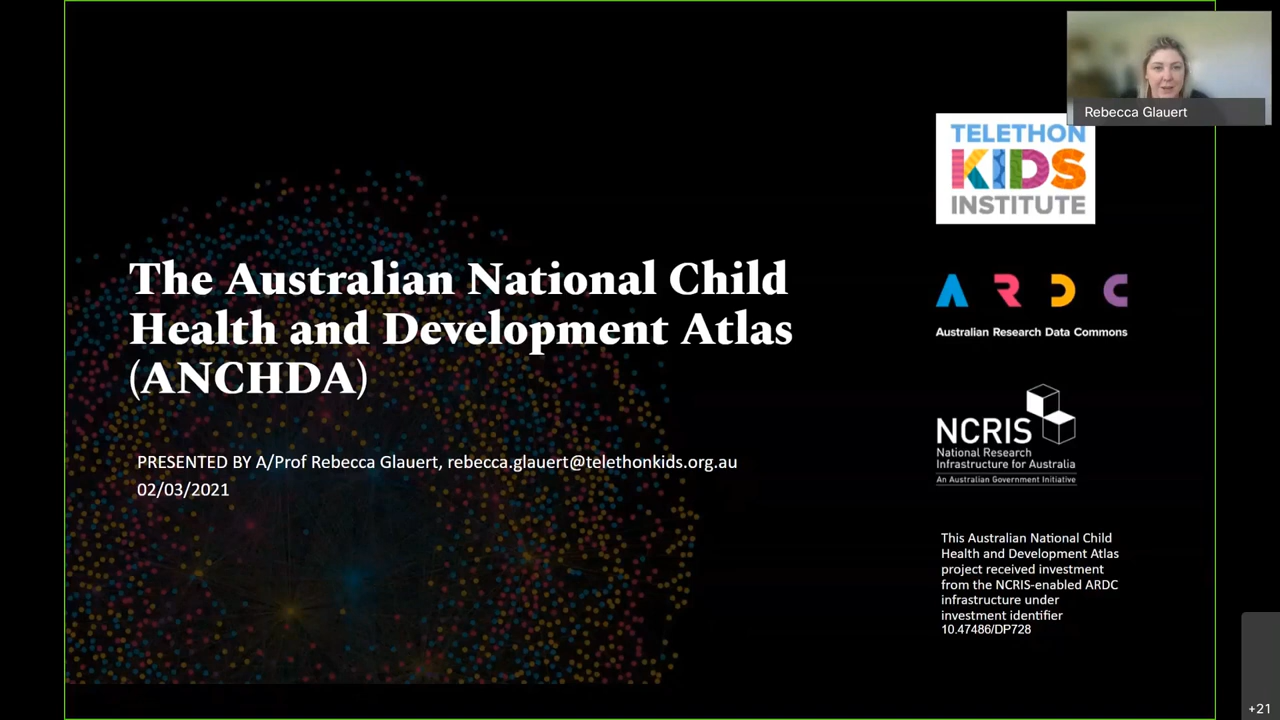 Rebecca Glauert
TELETHON
KIDS
INSTITUTE
The Australian National Child
Health and Development Atlas
(ANCHDA)
ARDC
Australian Research Data Commons
NCRIS
National Research
Infrastructure for Australia
An Australian Government Initiative
PRESENTED BY A/Prof Rebecca Glauert, rebecca.glauert@telethonkids.org.au
02/03/2021
This Australian National Child
Health and Development Atlas
project received investment
from the NCRIS-enabled ARDC
infrastructure under
investment identifier
10.47486/DP728
+21